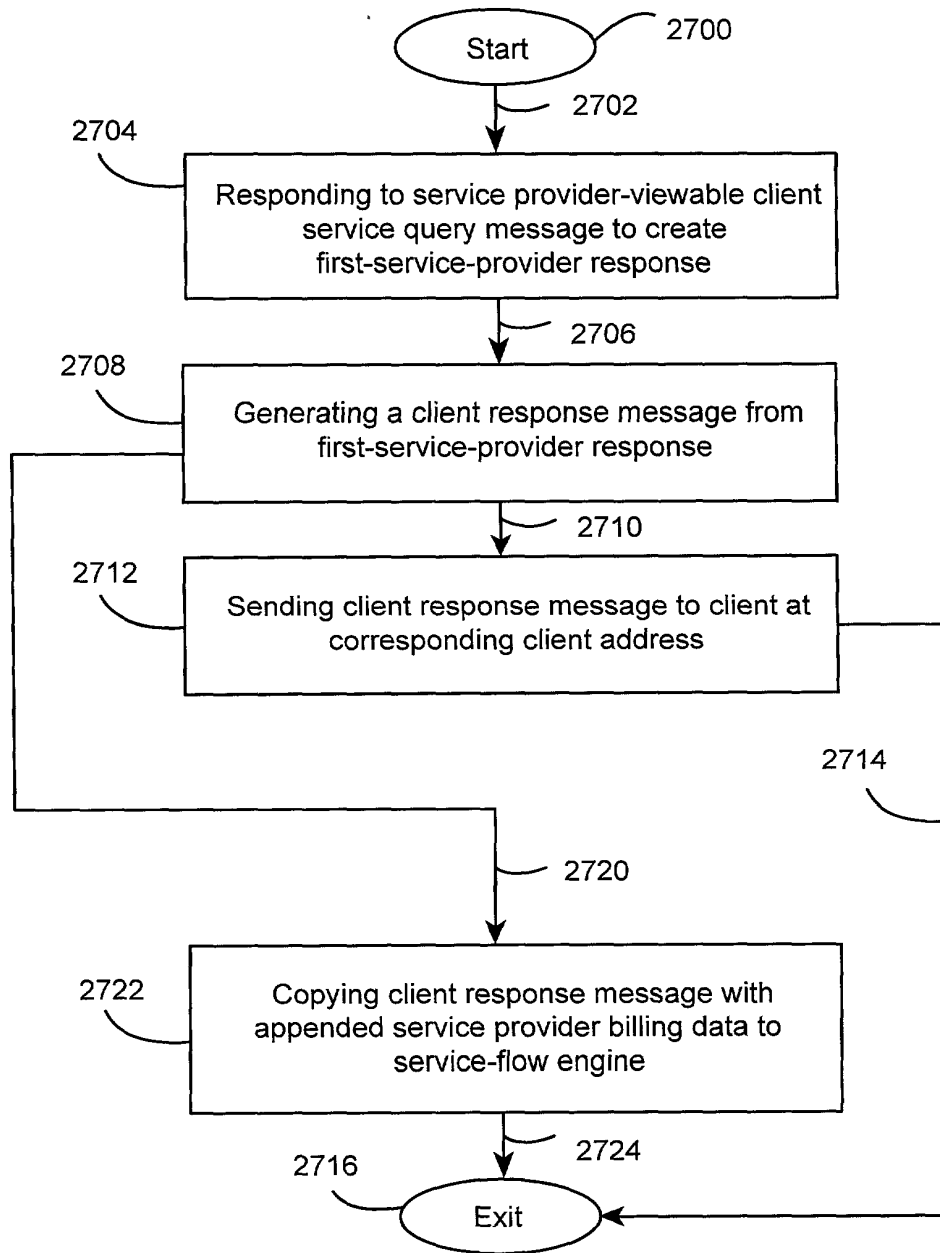 Start
2700
2702
2704
Responding to service provider-viewable client
service query message to create
first-service-provider response
2706
2708
Generating a client response message from
first-service-provider response
2710
2712
Sending client response message to client at
corresponding client address
2714
2720
2722
Copying client response message with
appended service provider billing data to
service-flow engine
2724
2716
Exit